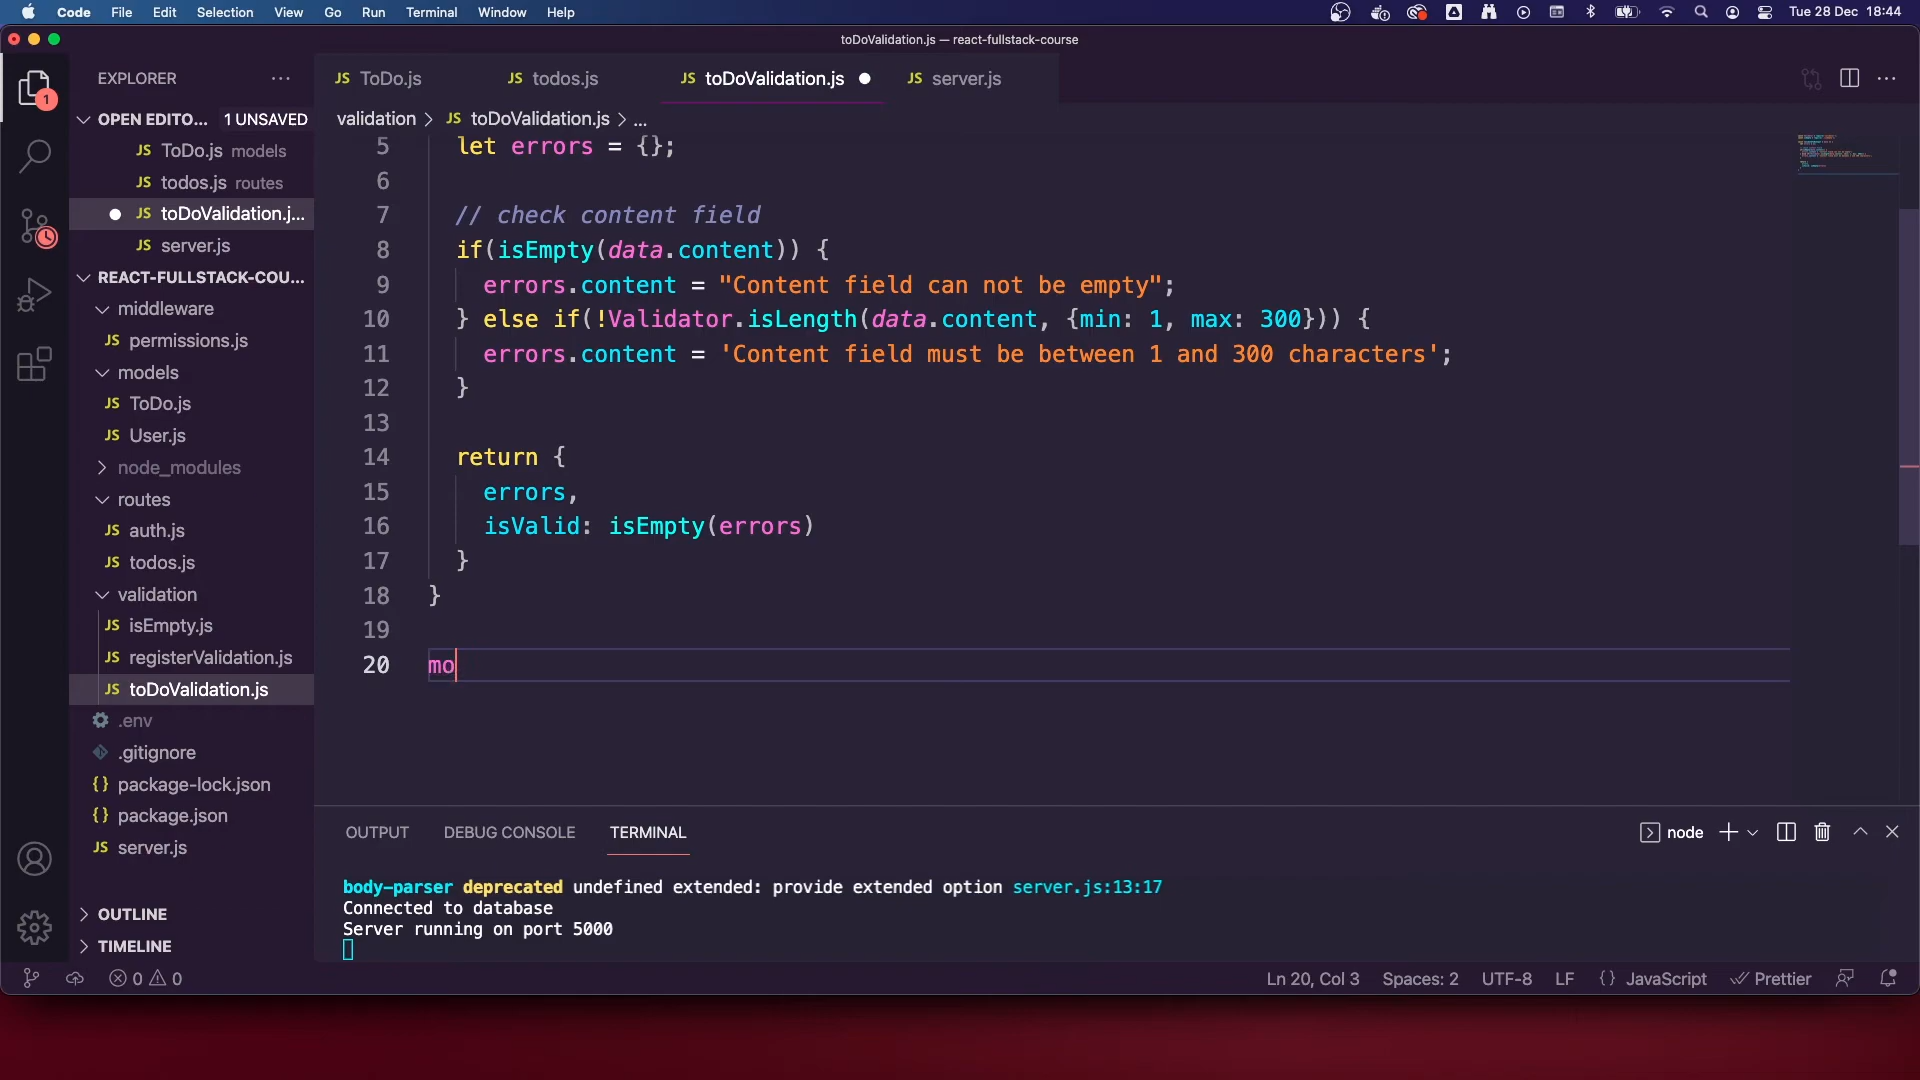 Code File Edit Selection View Go Run Terminal Window Help Tue 28 Dec 18:44
toDoValidation.js — react-fullstack-course
EXPLORER
JS ToDo.js JS todos.js JS toDoValidation.js JS server.js
1
OPEN EDITO... 1 UNSAVED
JS ToDo.js models
JS todos.js routes
JS toDoValidation.j...
JS server.js
REACT-FULLSTACK-COU...
middleware
JS permissions.js
models
JS ToDo.js
JS User.js
node_modules
routes
JS auth.js
JS todos.js
validation
JS isEmpty.js
JS registerValidation.js
JS toDoValidation.js
.env
.gitignore
{} package-lock.json
{} package.json
JS server.js
OUTLINE
TIMELINE
validation > JS toDoValidation.js > ...
5 let errors = {};
6
7 // check content field
8 if(isEmpty(data.content)) {
9 errors.content = "Content field can not be empty";
10 } else if(!Validator.isLength(data.content, {min: 1, max: 300})) {
11 errors.content = 'Content field must be between 1 and 300 characters';
12 }
13
14 return {
15 errors,
16 isValid: isEmpty(errors)
17 }
18 }
19
20 mo
OUTPUT DEBUG CONSOLE TERMINAL node
body-parser deprecated undefined extended: provide extended option server.js:13:17
Connected to database
Server running on port 5000
0 0 Ln 20, Col 3 Spaces: 2 UTF-8 LF {} JavaScript Prettier